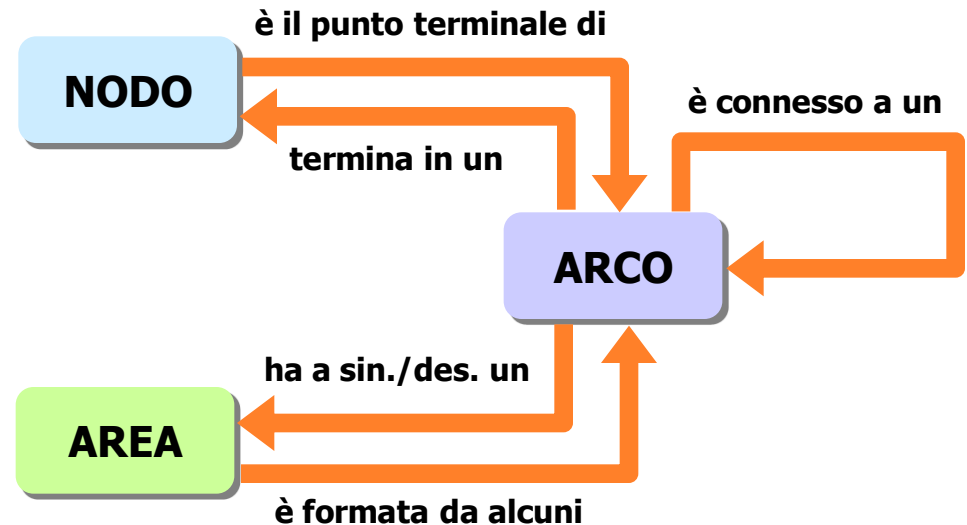 è il punto terminale di
NODO
è connesso a un
termina in un
ARCO
ha a sin./des. un
AREA
è formata da alcuni